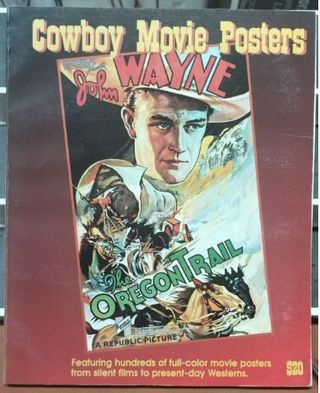 Cowboy Movie Posters
John
WAYNE
The
OREGON TRAIL
A REPUBLIC PICTURE
Featuring hundreds of full-color movie posters
from silent films to present-day Westerns.
$20